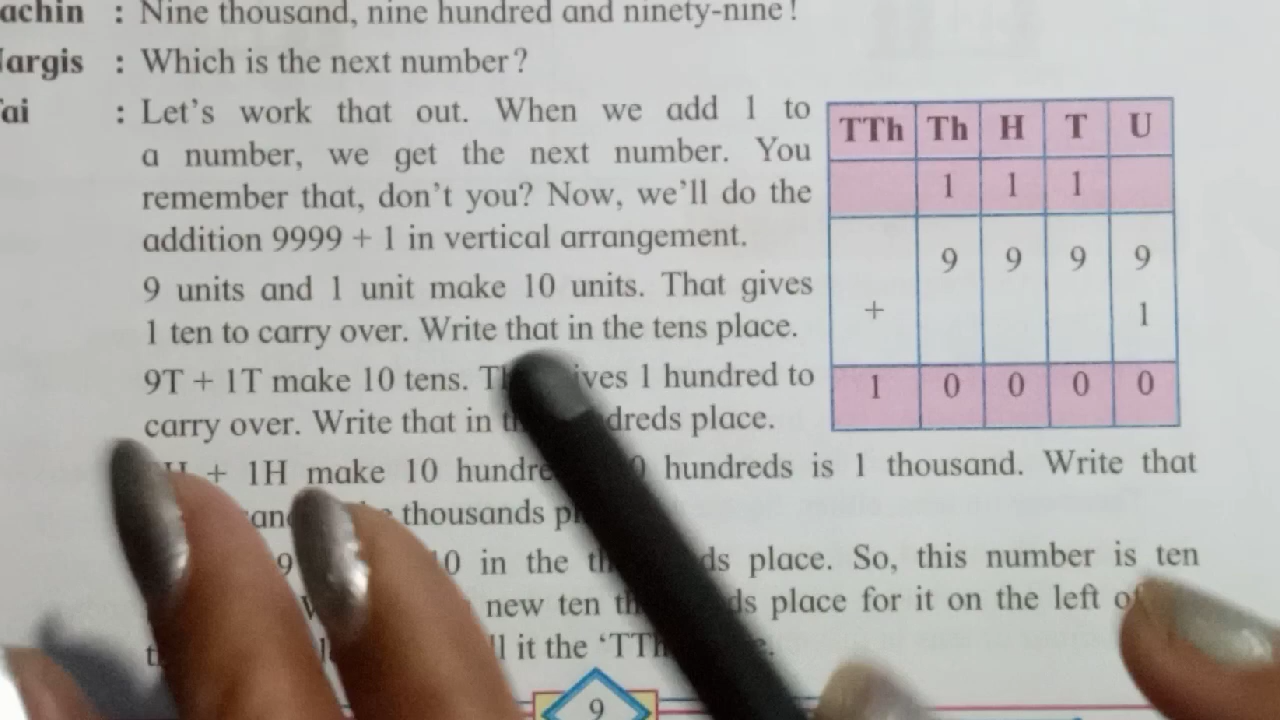 achin : Nine thousand, nine hundred and ninety-nine!
argis : Which is the next number?
ai : Let's work that out. When we add 1 to
a number, we get the next number. You
remember that, don't you? Now, we'll do the
addition 9999 + 1 in vertical arrangement.
9 units and 1 unit make 10 units. That gives
1 ten to carry over. Write that in the tens place.
9T + 1T make 10 tens. ives 1 hundred to
carry over. Write that in dreds place.
+ 1H make 10 hundre 0 hundreds is 1 thousand. Write that
thousands
9 0 in the ds place. So, this number is ten
new ten ds place for it on the left
it the 'TTh
TTh Th H T U
1 1 1
9 9 9 9
+ 1
1 0 0 0 0
9